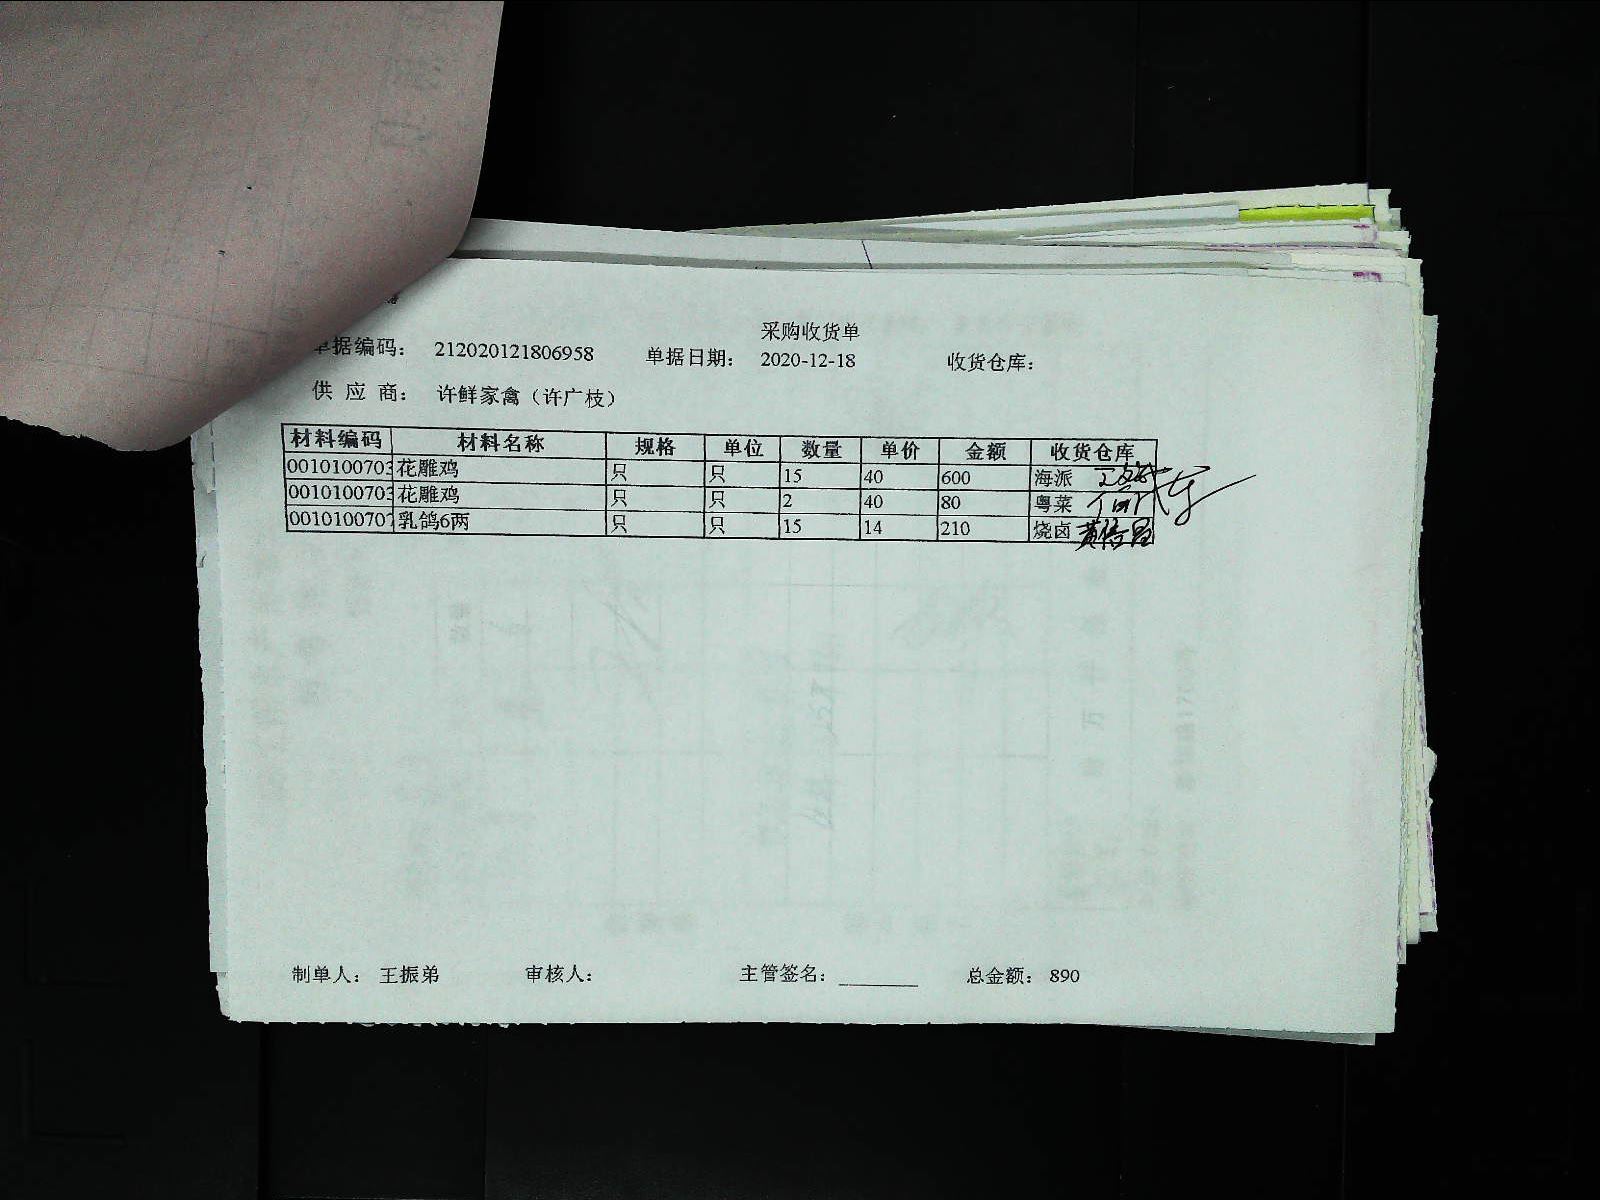 采购收货单
单据编码： 212020121806958 单据日期： 2020-12-18 收货仓库：
供 应 商： 许鲜家禽（许广枝）
材料编码 材料名称 规格 单位 数量 单价 金额 收货仓库
0010100703 花雕鸡 只 只 15 40 600 海派
0010100703 花雕鸡 只 只 2 40 80 粤菜
0010100707 乳鸽6两 只 只 15 14 210 烧卤
制单人： 王振弟 审核人： 主管签名： ________ 总金额： 890